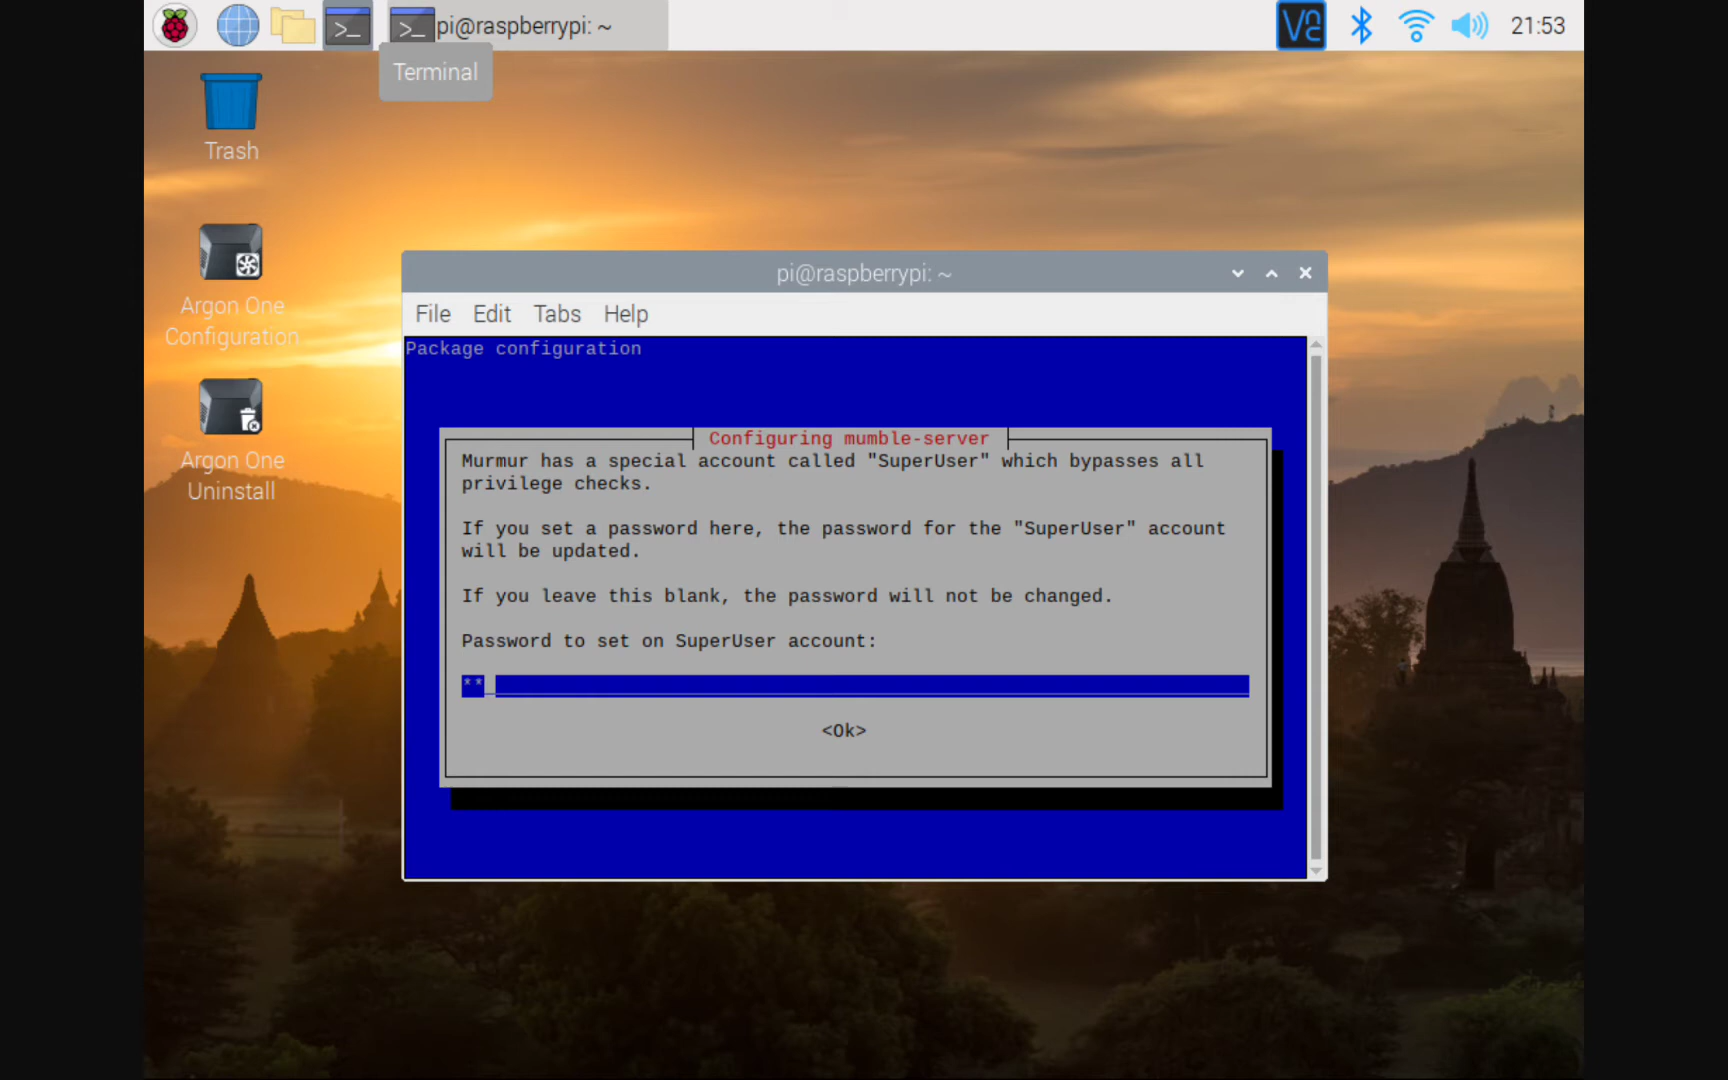 pi@raspberrypi: ~
21:53
Terminal
Trash
Argon One
Configuration
Argon One
Uninstall
pi@raspberrypi: ~
File Edit Tabs Help
Package configuration
Configuring mumble-server
Murmur has a special account called "SuperUser" which bypasses all
privilege checks.
If you set a password here, the password for the "SuperUser" account
will be updated.
If you leave this blank, the password will not be changed.
Password to set on SuperUser account:
**
<Ok>